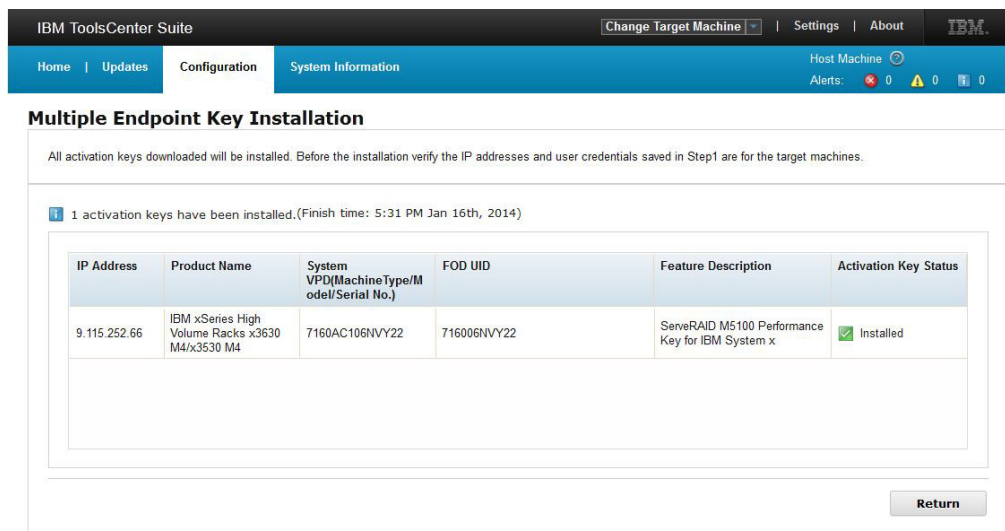 IBM ToolsCenter Suite
Change Target Machine | Settings | About IBM.
Home | Updates Configuration System Information
Host Machine ?
Alerts: 0 0 0
Multiple Endpoint Key Installation
All activation keys downloaded will be installed. Before the installation verify the IP addresses and user credentials saved in Step1 are for the target machines.
1 activation keys have been installed.(Finish time: 5:31 PM Jan 16th, 2014)
IP Address
Product Name
System
VPD(MachineType/M
odel/Serial No.)
FOD UID
Feature Description
Activation Key Status
9.115.252.66
IBM xSeries High
Volume Racks x3630
M4/x3530 M4
7160AC106NVY22
716006NVY22
ServeRAID M5100 Performance
Key for IBM System x
Installed
Return